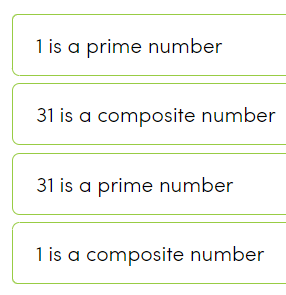 1 is a prime number
31 is a composite number
31 is a prime number
1 is a composite number